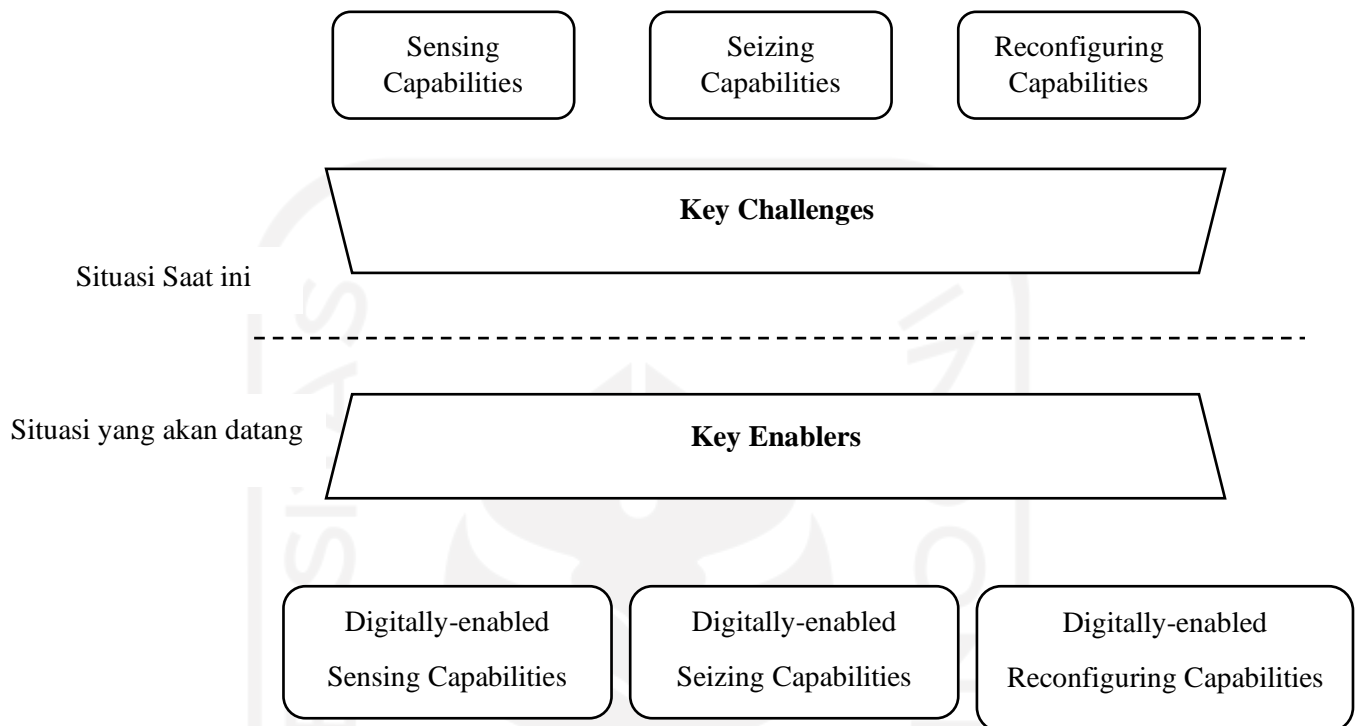 Sensing
Capabilities
Seizing
Capabilities
Reconfiguring
Capabilities
Key Challenges
Situasi Saat ini
Key Enablers
Situasi yang akan datang
Digitally-enabled
Sensing Capabilities
Digitally-enabled
Seizing Capabilities
Digitally-enabled
Reconfiguring Capabilities